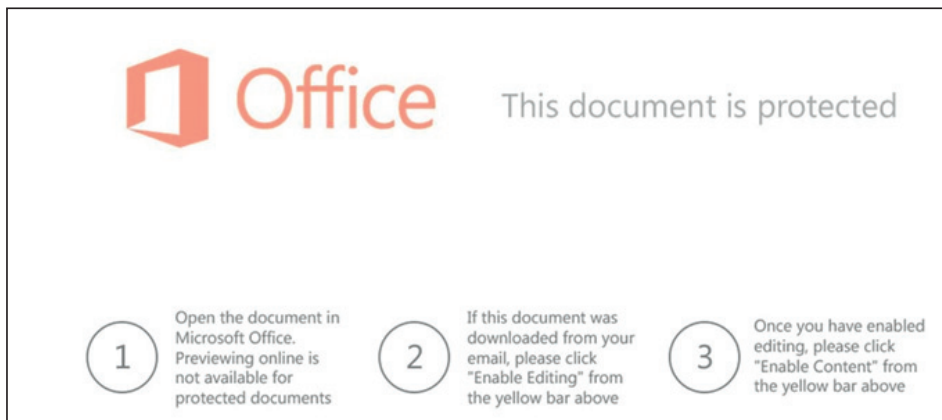 Office
This document is protected
1
Open the document in
Microsoft Office.
Previewing online is
not available for
protected documents
2
If this document was
downloaded from your
email, please click
"Enable Editing" from
the yellow bar above
3
Once you have enabled
editing, please click
"Enable Content" from
the yellow bar above